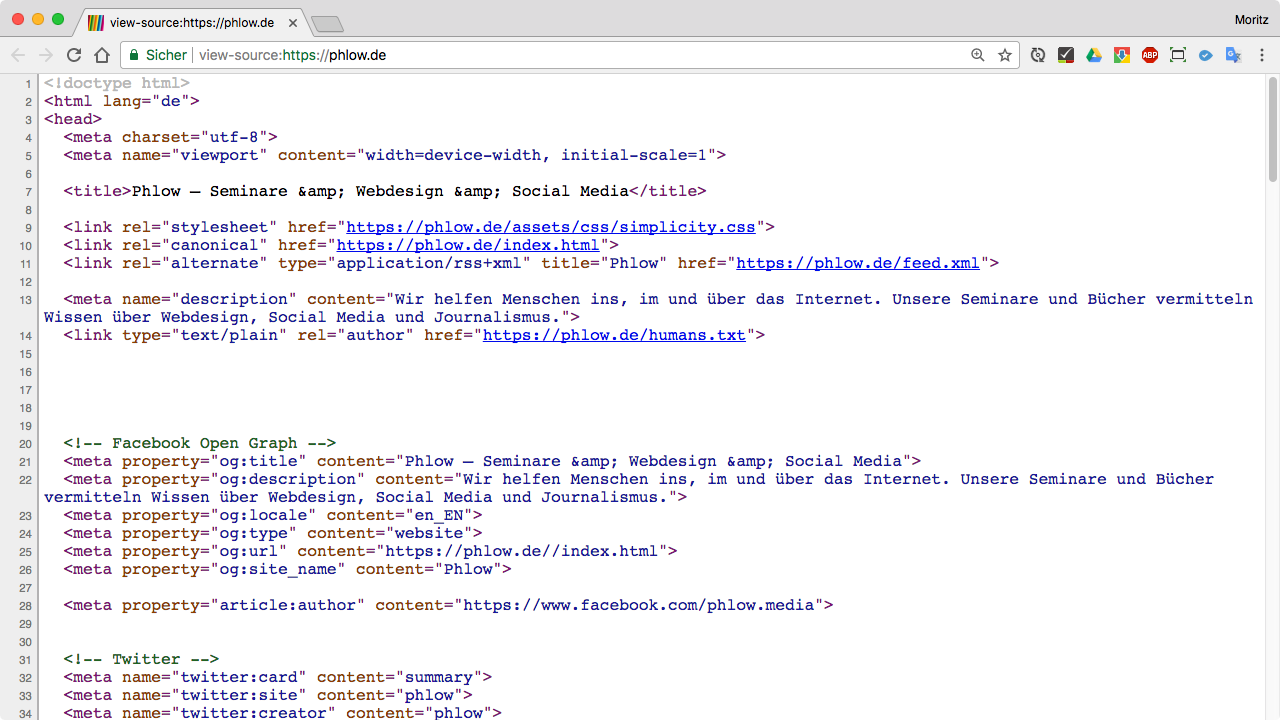 view-source:https://phlow.de
Moritz
Sicher view-source:https://phlow.de
ABP
1 <!doctype html>
2 <html lang="de">
3 <head>
4 <meta charset="utf-8">
5 <meta name="viewport" content="width=device-width, initial-scale=1">
6
7 <title>Phlow – Seminare &amp; Webdesign &amp; Social Media</title>
8
9 <link rel="stylesheet" href="https://phlow.de/assets/css/simplicity.css">
10 <link rel="canonical" href="https://phlow.de/index.html">
11 <link rel="alternate" type="application/rss+xml" title="Phlow" href="https://phlow.de/feed.xml">
12
13 <meta name="description" content="Wir helfen Menschen ins, im und über das Internet. Unsere Seminare und Bücher vermitteln
Wissen über Webdesign, Social Media und Journalismus.">
14 <link type="text/plain" rel="author" href="https://phlow.de/humans.txt">
15
16
17
18
19
20 <!-- Facebook Open Graph -->
21 <meta property="og:title" content="Phlow – Seminare &amp; Webdesign &amp; Social Media">
22 <meta property="og:description" content="Wir helfen Menschen ins, im und über das Internet. Unsere Seminare und Bücher
vermitteln Wissen über Webdesign, Social Media und Journalismus.">
23 <meta property="og:locale" content="en_EN">
24 <meta property="og:type" content="website">
25 <meta property="og:url" content="https://phlow.de//index.html">
26 <meta property="og:site_name" content="Phlow">
27
28 <meta property="article:author" content="https://www.facebook.com/phlow.media">
29
30
31 <!-- Twitter -->
32 <meta name="twitter:card" content="summary">
33 <meta name="twitter:site" content="phlow">
34 <meta name="twitter:creator" content="phlow">